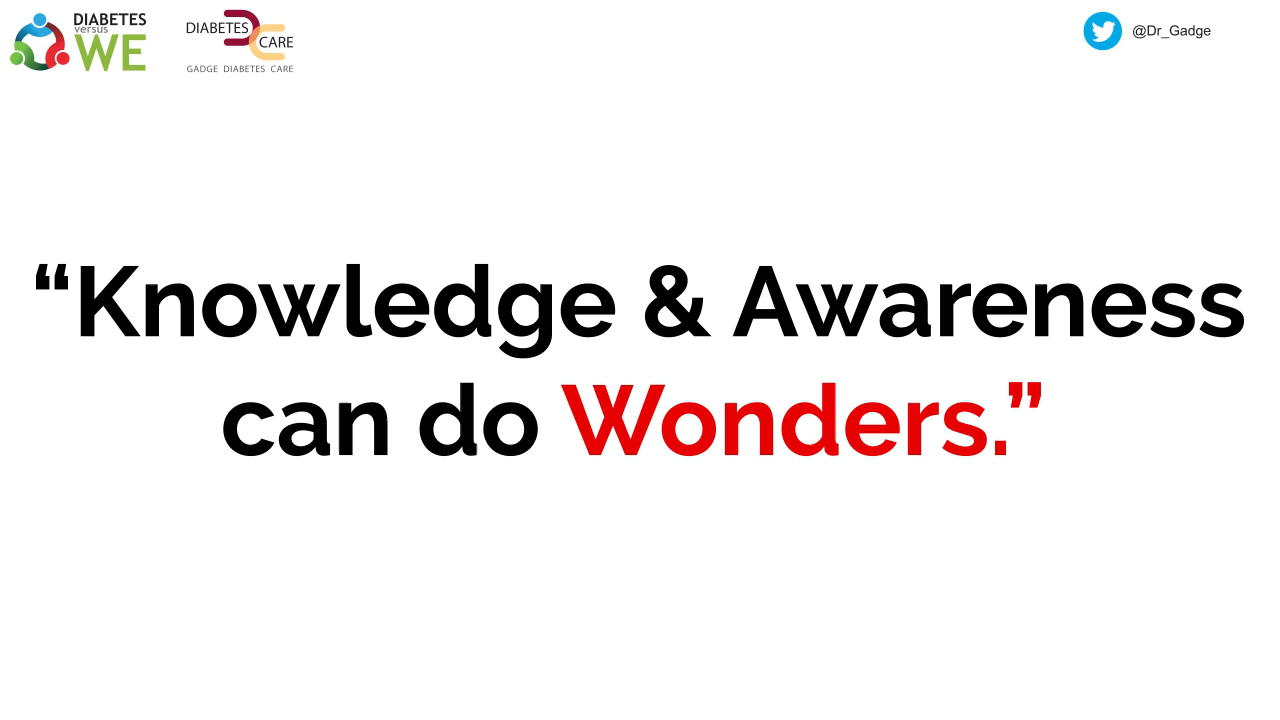 DIABETES
versus
WE
DIABETES
CARE
GADGE DIABETES CARE
@Dr_Gadge
“Knowledge & Awareness
can do Wonders.”